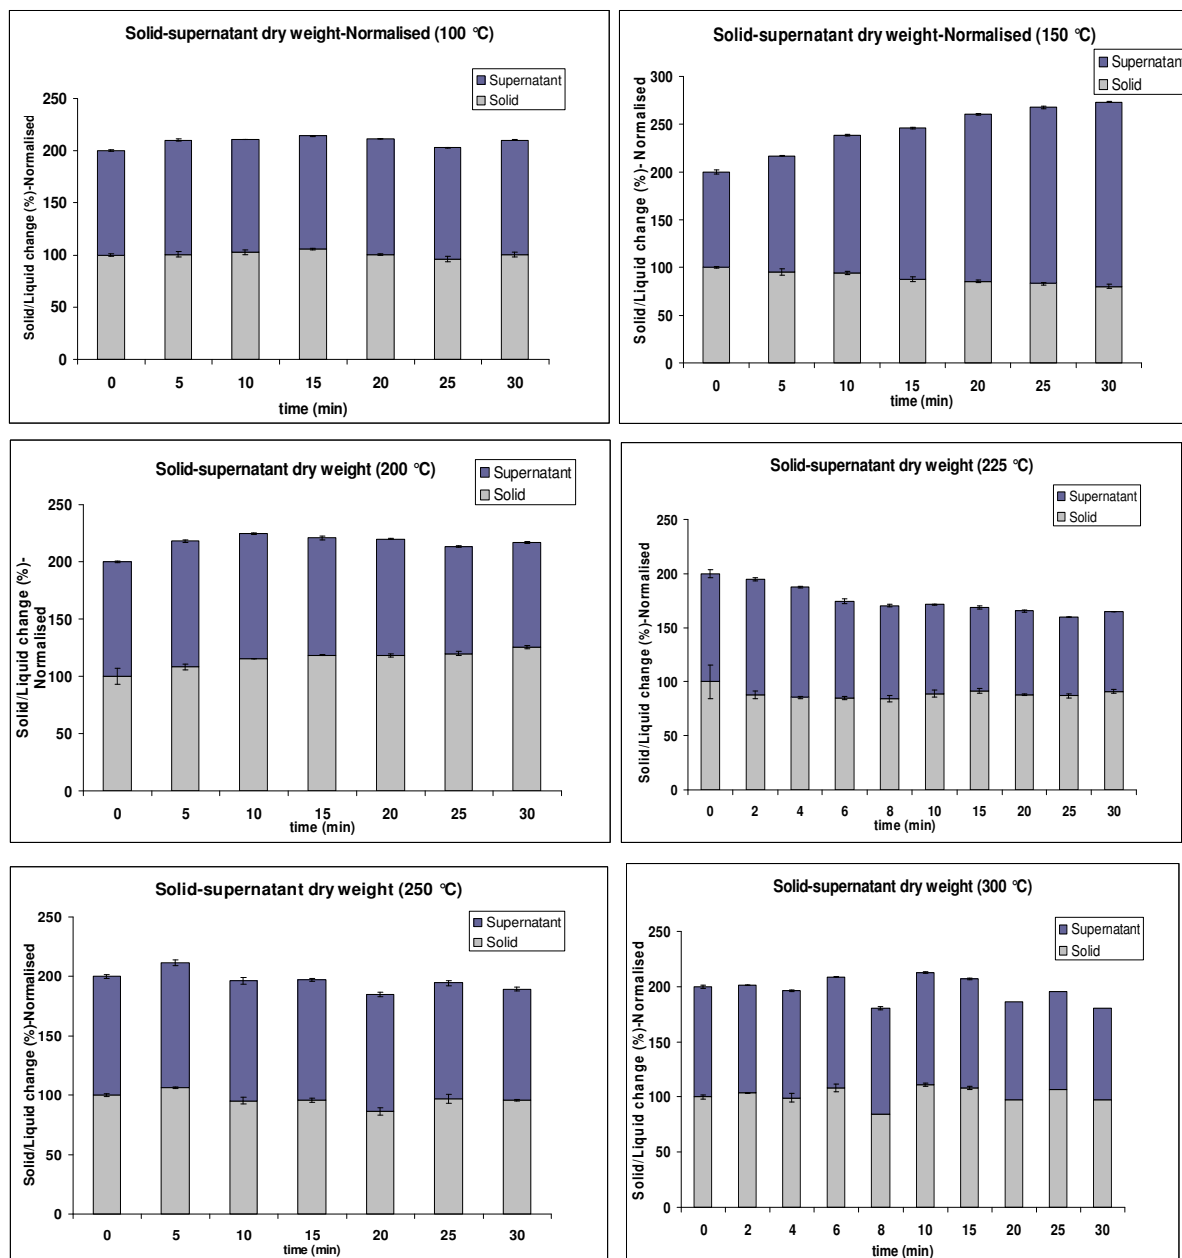 Solid-supernatant dry weight-Normalised (100 °C)
Supernatant
Solid
Solid/Liquid change (%)-Normalised
250
200
150
100
50
0
0 5 10 15 20 25 30
time (min)
Solid-supernatant dry weight-Normalised (150 °C)
Supernatant
Solid
Solid/Liquid change (%)- Normalised
300
250
200
150
100
50
0
0 5 10 15 20 25 30
time (min)
Solid-supernatant dry weight (200 °C)
Supernatant
Solid
Solid/Liquid change (%)-
Normalised
250
200
150
100
50
0
0 5 10 15 20 25 30
time (min)
Solid-supernatant dry weight (225 °C)
Supernatant
Solid
Solid/Liquid change (%)-Normalised
250
200
150
100
50
0
0 2 4 6 8 10 15 20 25 30
time (min)
Solid-supernatant dry weight (250 °C)
Supernatant
Solid
Solid/Liquid change (%)-Normalised
250
200
150
100
50
0
0 5 10 15 20 25 30
time (min)
Solid-supernatant dry weight (300 °C)
Supernatant
Solid
Solid/Liquid change (%)-Normalised
250
200
150
100
50
0
0 2 4 6 8 10 15 20 25 30
time (min)